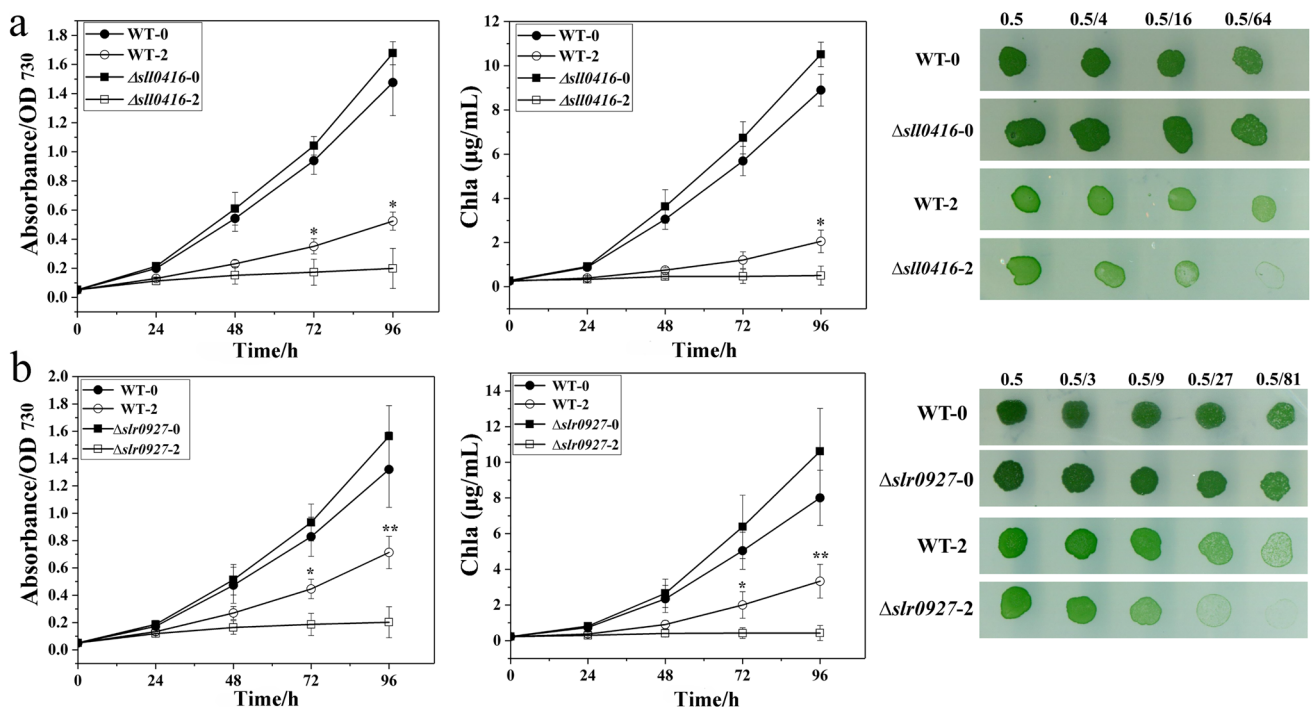 a
Absorbance/OD 730
1.8
1.6
1.4
1.2
1.0
0.8
0.6
0.4
0.2
0.0
WT-0
WT-2
Δsll0416-0
Δsll0416-2
*
*
0 24 48 72 96
Time/h
Chla (μg/mL)
12
10
8
6
4
2
0
WT-0
WT-2
Δsll0416-0
Δsll0416-2
*
0 24 48 72 96
Time/h
0.5 0.5/4 0.5/16 0.5/64
WT-0
Δsll0416-0
WT-2
Δsll0416-2
b
Absorbance/OD 730
2.0
1.8
1.6
1.4
1.2
1.0
0.8
0.6
0.4
0.2
0.0
WT-0
WT-2
Δslr0927-0
Δslr0927-2
*
**
0 24 48 72 96
Time/h
Chla (μg/mL)
14
12
10
8
6
4
2
0
WT-0
WT-2
Δslr0927-0
Δslr0927-2
*
**
0 24 48 72 96
Time/h
0.5 0.5/3 0.5/9 0.5/27 0.5/81
WT-0
Δslr0927-0
WT-2
Δslr0927-2